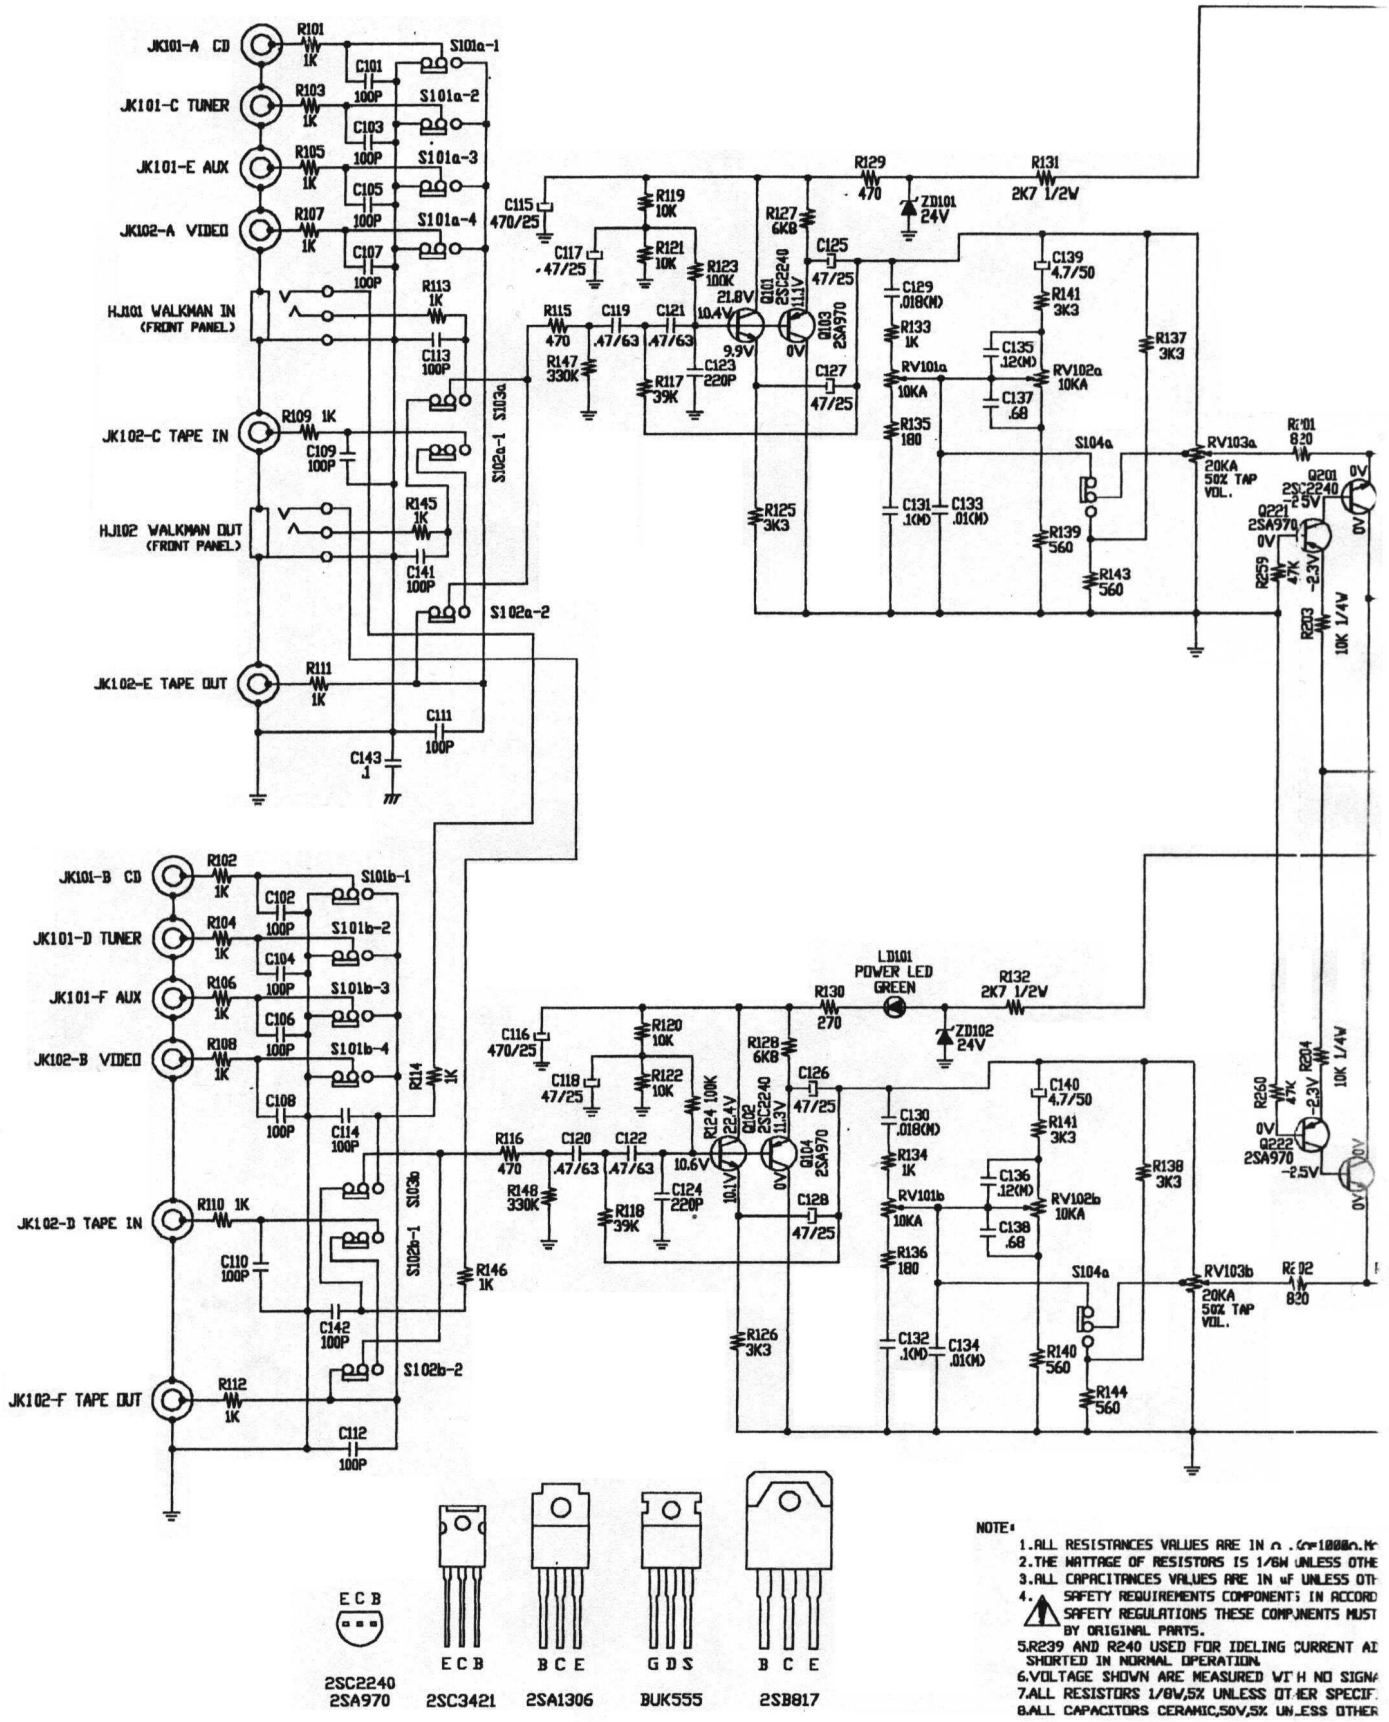 JK101-A CD
R101
1K
C101
100P
S101a-1
JK101-C TUNER
R103
1K
C103
100P
S101a-2
JK101-E AUX
R105
1K
C105
100P
S101a-3
JK102-A VIDEO
R107
1K
C107
100P
S101a-4
HJ101 WALKMAN IN
(FRONT PANEL)
R113
1K
C113
100P
S103a
JK102-C TAPE IN
R109 1K
C109
100P
S102a-1
HJ102 WALKMAN OUT
(FRONT PANEL)
R145
1K
C141
100P
S102a-2
JK102-E TAPE OUT
R111
1K
C111
100P
C143
.1
C115
470/25
R119
10K
C117
.47/25
R121
10K
R123
100K
R115
470
C119
.47/63
C121
.47/63
R147
330K
R117
39K
C123
220P
21.8V
10.4V
9.9V
Q101
2SC2240
11.1V
0V
Q103
2SA970
R127
6K8
C125
47/25
C127
47/25
R125
3K3
R129
470
ZD101
24V
R131
2K7 1/2W
C129
.018(M)
R133
1K
RV101a
10KA
R135
180
C131
.1(M)
C133
.01(M)
C139
4.7/50
R141
3K3
C135
.12(M)
RV102a
10KA
C137
.68
R139
560
R137
3K3
S104a
R143
560
RV103a
20KA
50% TAP
VOL.
R201
820
0V
Q201
2SC2240
-2.5V
0V
Q221
2SA970
0V
R259
47K
-2.3V
R203
10K 1/4W
JK101-B CD
R102
1K
C102
100P
S101b-1
JK101-D TUNER
R104
1K
C104
100P
S101b-2
JK101-F AUX
R106
1K
C106
100P
S101b-3
JK102-B VIDEO
R108
1K
C108
100P
S101b-4
C114
100P
R114
1K
S103b
JK102-D TAPE IN
R110 1K
C110
100P
S102b-1
R146
1K
C142
100P
S102b-2
JK102-F TAPE OUT
R112
1K
C112
100P
C116
470/25
R120
10K
C118
47/25
R122
10K
R124 100K
R116
470
C120
.47/63
C122
.47/63
R148
330K
R118
39K
C124
220P
22.4V
10.6V
10.1V
Q102
2SC2240
11.3V
0V
Q104
2SA970
R128
6K8
C126
47/25
C128
47/25
R126
3K3
R130
270
LD101
POWER LED
GREEN
ZD102
24V
R132
2K7 1/2W
C130
.018(M)
R134
1K
RV101b
10KA
R136
180
C132
.1(M)
C134
.01(M)
C140
4.7/50
R141
3K3
C136
.12(M)
RV102b
10KA
C138
.68
R140
560
R138
3K3
S104a
R144
560
RV103b
20KA
50% TAP
VOL.
R202
820
R204
10K 1/4W
R260
47K
-2.3V
0V
Q222
2SA970
-2.5V
0V
0V
E C B
2SC2240
2SA970
E C B
2SC3421
B C E
2SA1306
G D S
BUK555
B C E
2SB817
NOTE:
1.ALL RESISTANCES VALUES ARE IN Ω
2.THE WATTAGE OF RESISTORS IS 1/6W UNLESS OTHE
3.ALL CAPACITANCES VALUES ARE IN uF UNLESS OTH
4. SAFETY REQUIREMENTS COMPONENTS IN ACCORD
SAFETY REGULATIONS THESE COMPONENTS MUST
BY ORIGINAL PARTS.
5.R239 AND R240 USED FOR IDELING CURRENT AD
SHORTED IN NORMAL OPERATION.
6.VOLTAGE SHOWN ARE MEASURED WITH NO SIGNA
7.ALL RESISTORS 1/8W,5% UNLESS OTHER SPECIF
8.ALL CAPACITORS CERAMIC,50V,5% UNLESS OTHER